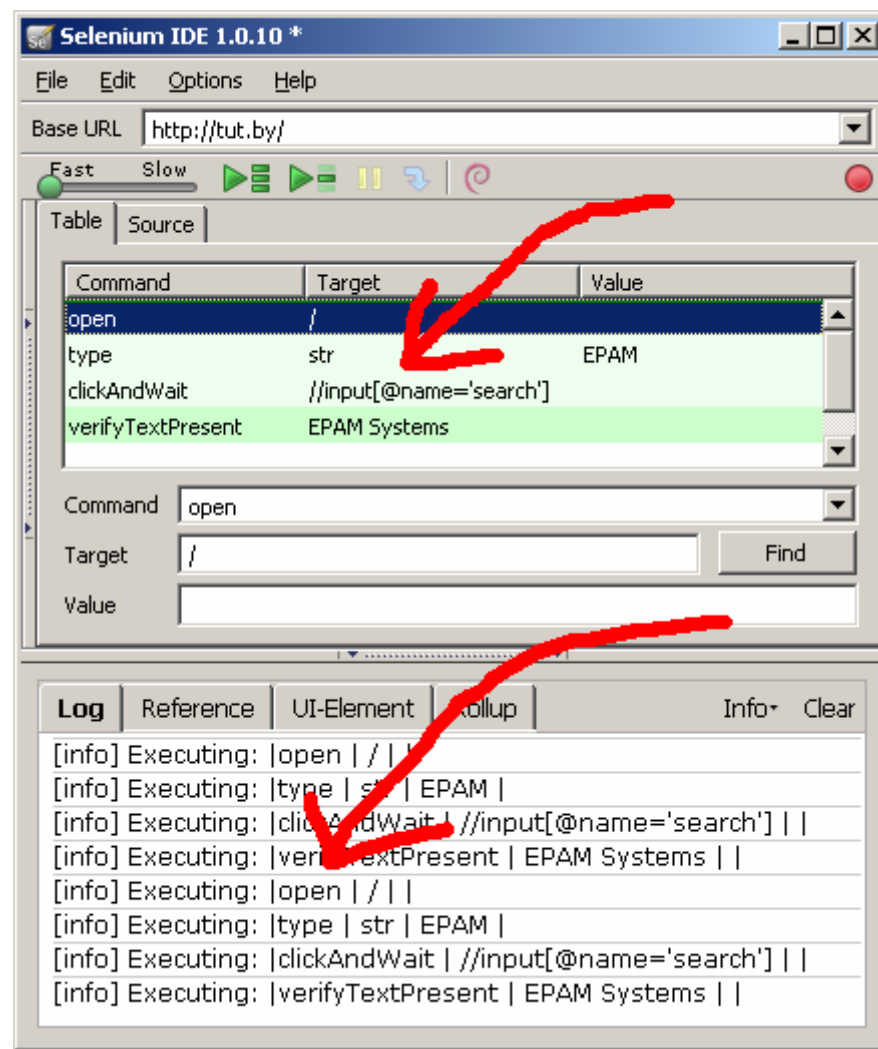 Selenium IDE 1.0.10 *
File Edit Options Help
Base URL http://tut.by/
Fast Slow
Table Source
Command Target Value
open /
type str EPAM
clickAndWait //input[@name='search']
verifyTextPresent EPAM Systems
Command open
Target / Find
Value
Log Reference UI-Element Rollup Info Clear
[info] Executing: |open | / | |
[info] Executing: |type | str | EPAM |
[info] Executing: |clickAndWait | //input[@name='search'] | |
[info] Executing: |verifyTextPresent | EPAM Systems | |
[info] Executing: |open | / | |
[info] Executing: |type | str | EPAM |
[info] Executing: |clickAndWait | //input[@name='search'] | |
[info] Executing: |verifyTextPresent | EPAM Systems | |